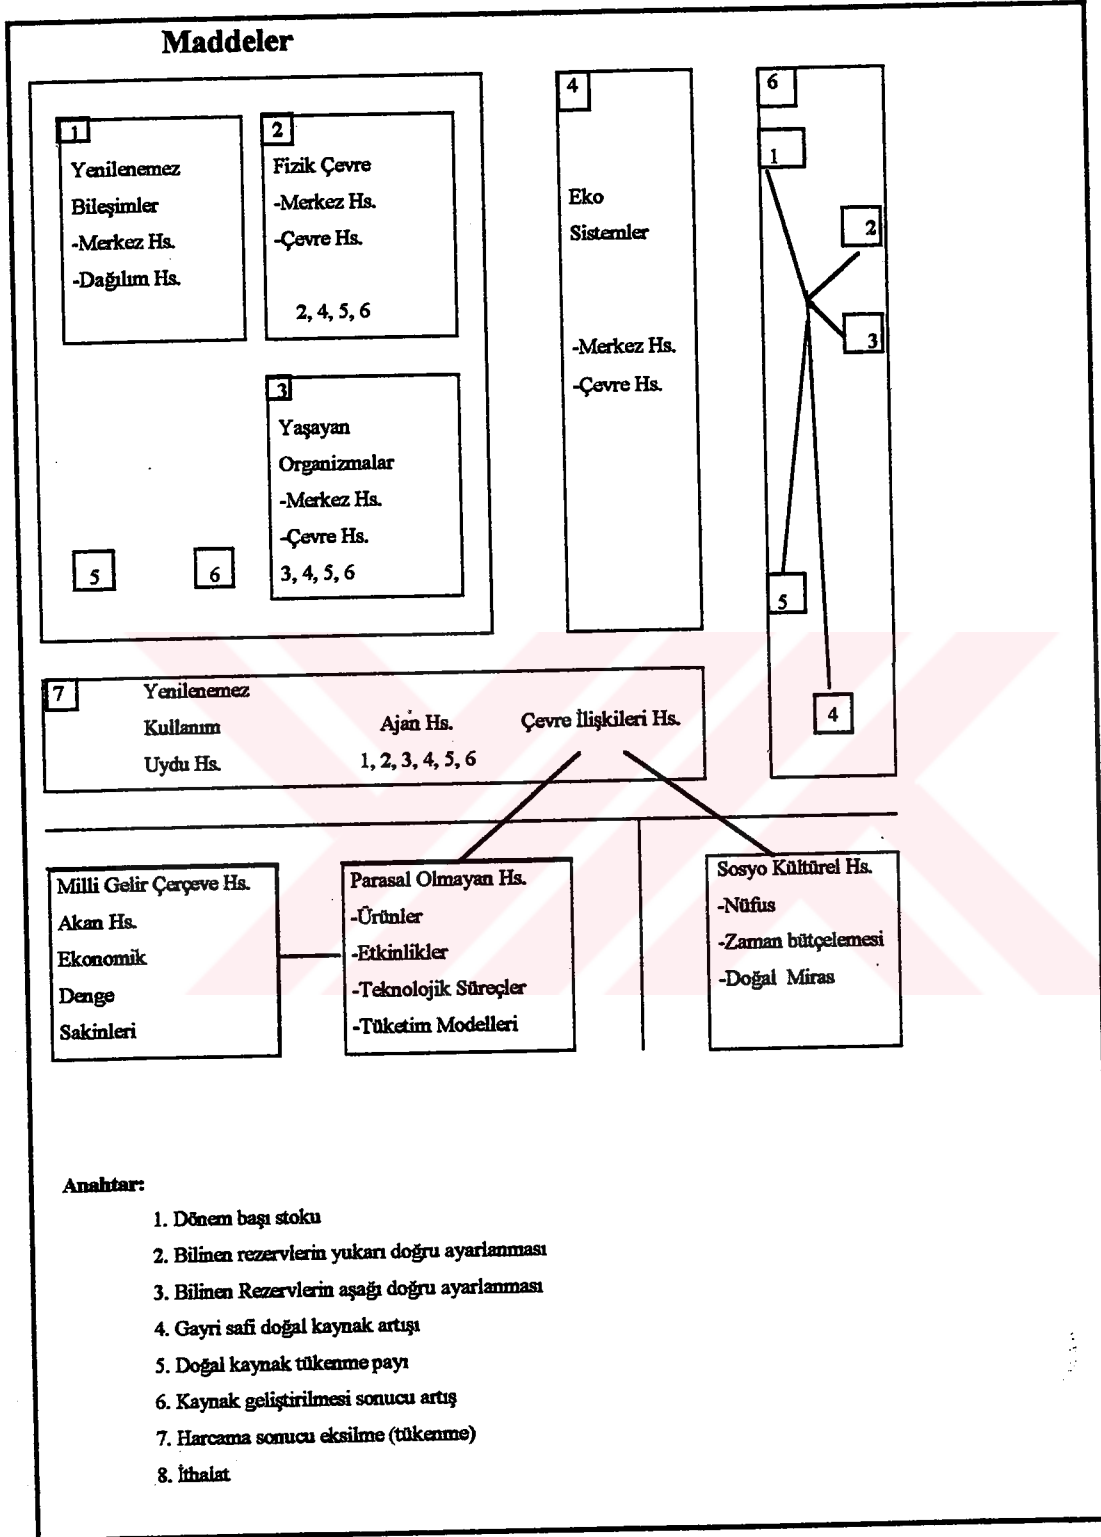 Maddeler
1
Yenilenemez
Bileşimler
-Merkez Hs.
-Dağılım Hs.
2
Fizik Çevre
-Merkez Hs.
-Çevre Hs.
2, 4, 5, 6
3
Yaşayan
Organizmalar
-Merkez Hs.
-Çevre Hs.
3, 4, 5, 6
5
6
4
Eko
Sistemler
-Merkez Hs.
-Çevre Hs.
6
1
2
3
5
4
7
Yenilenemez
Kullanım
Uydu Hs.
Ajan Hs.
1, 2, 3, 4, 5, 6
Çevre İlişkileri Hs.
Milli Gelir Çerçeve Hs.
Akan Hs.
Ekonomik
Denge
Sakinleri
Parasal Olmayan Hs.
-Ürünler
-Etkinlikler
-Teknolojik Süreçler
-Tüketim Modelleri
Sosyo Kültürel Hs.
-Nüfus
-Zaman bütçelemesi
-Doğal Miras
Anahtar:
1. Dönem başı stoku
2. Bilinen rezervlerin yukarı doğru ayarlanması
3. Bilinen Rezervlerin aşağı doğru ayarlanması
4. Gayri safi doğal kaynak artışı
5. Doğal kaynak tükenme payı
6. Kaynak geliştirilmesi sonucu artış
7. Harcama sonucu eksilme (tükenme)
8. İthalat